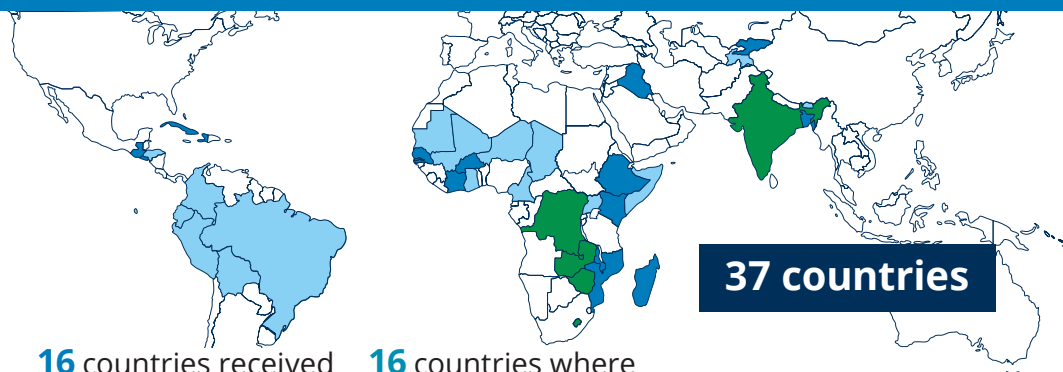 37 countries
16 countries received
16 countries where